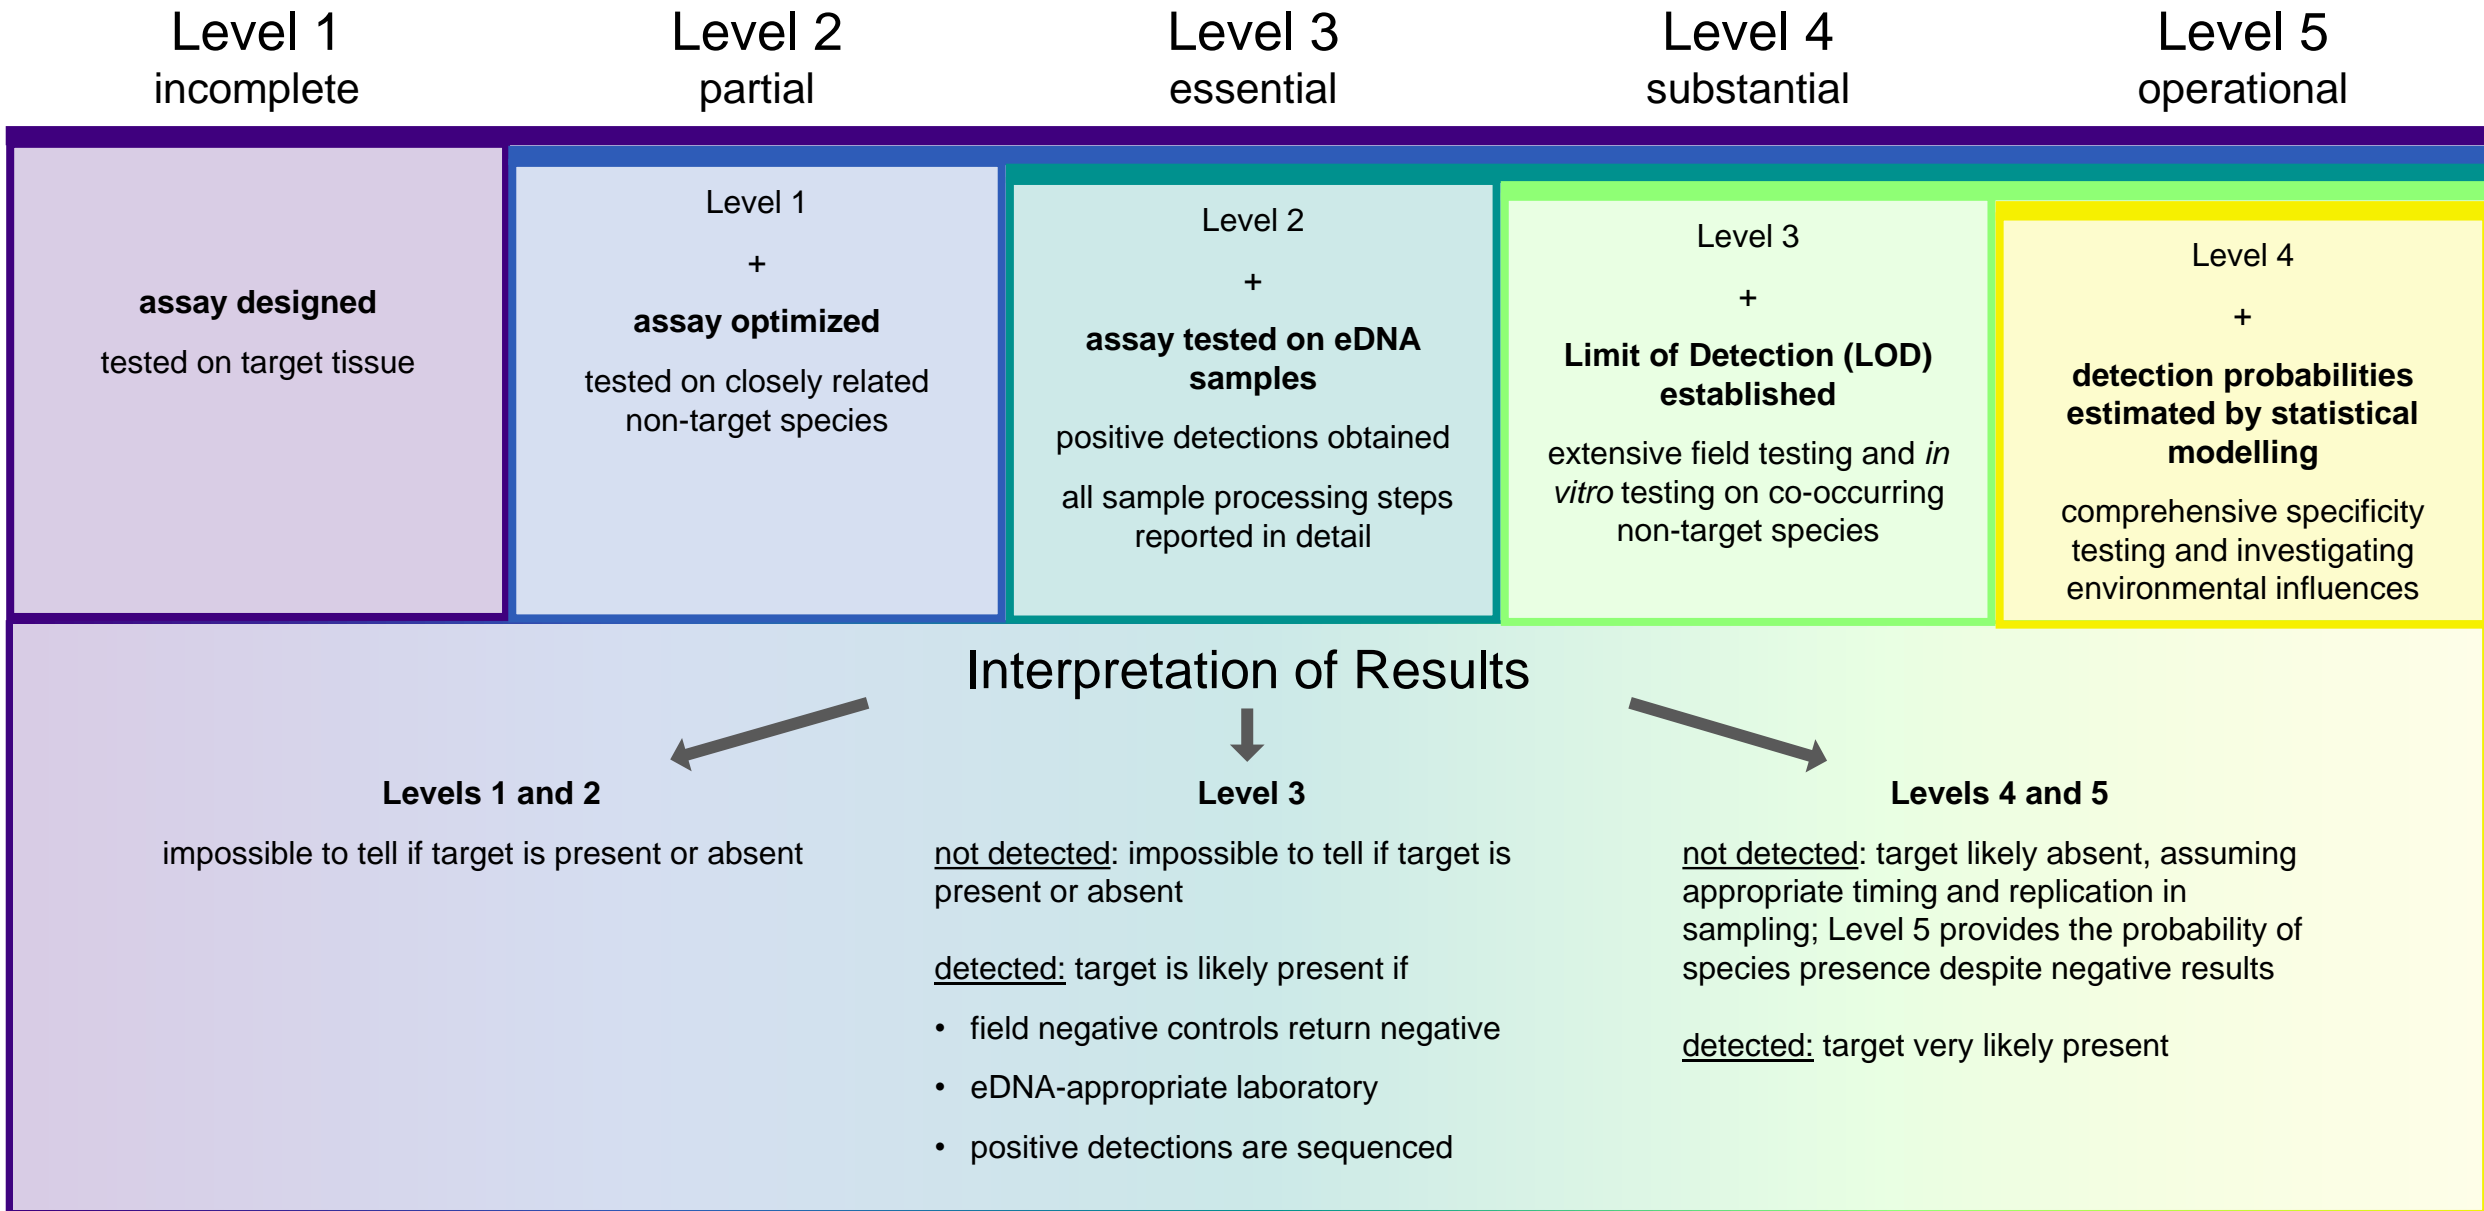 Level 1
incomplete
Level 2
partial
Level 3
essential
Level 4
substantial
Level 5
operational
assay designed
tested on target tissue
Level 1
+
assay optimized
tested on closely related
non-target species
Level 2
+
assay tested on eDNA
samples
positive detections obtained
all sample processing steps
reported in detail
Level 3
+
Limit of Detection (LOD)
established
extensive field testing and in
vitro testing on co-occurring
non-target species
Level 4
+
detection probabilities
estimated by statistical
modelling
comprehensive specificity
testing and investigating
environmental influences
Interpretation of Results
Levels 1 and 2
impossible to tell if target is present or absent
Level 3
not detected: impossible to tell if target is
present or absent
detected: target is likely present if
• field negative controls return negative
• eDNA-appropriate laboratory
• positive detections are sequenced
Levels 4 and 5
not detected: target likely absent, assuming
appropriate timing and replication in
sampling; Level 5 provides the probability of
species presence despite negative results
detected: target very likely present